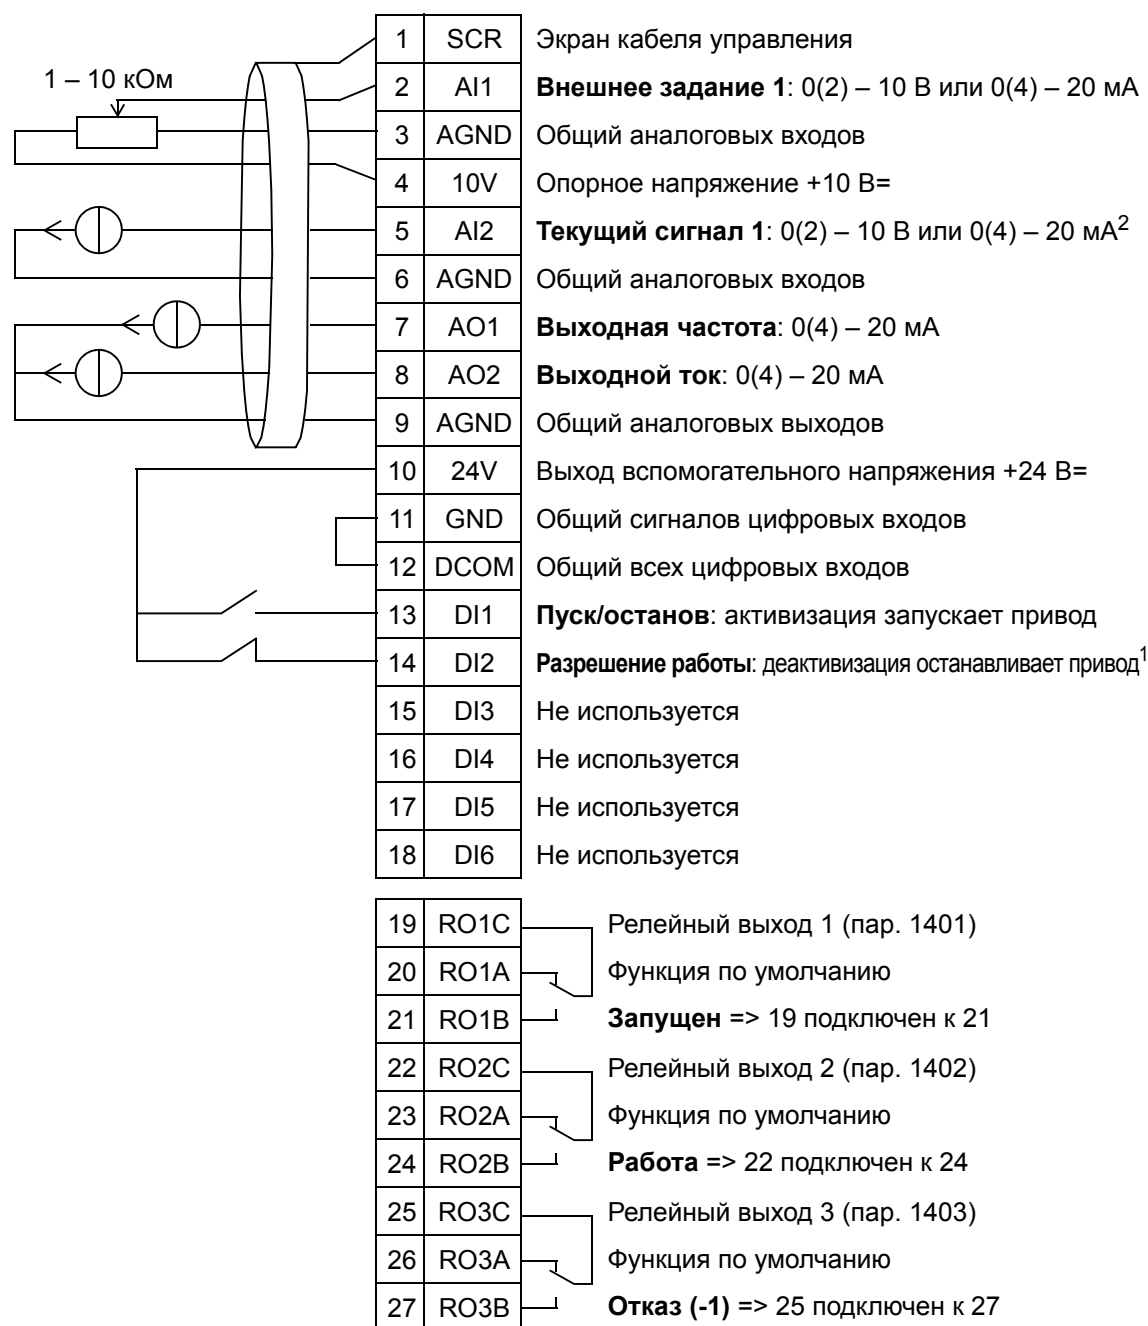 1 – 10 кОм
1 SCR Экран кабеля управления
2 AI1 Внешнее задание 1: 0(2) – 10 В или 0(4) – 20 мА
3 AGND Общий аналоговых входов
4 10V Опорное напряжение +10 В=
5 AI2 Текущий сигнал 1: 0(2) – 10 В или 0(4) – 20 мА2
6 AGND Общий аналоговых входов
7 AO1 Выходная частота: 0(4) – 20 мА
8 AO2 Выходной ток: 0(4) – 20 мА
9 AGND Общий аналоговых выходов
10 24V Выход вспомогательного напряжения +24 В=
11 GND Общий сигналов цифровых входов
12 DCOM Общий всех цифровых входов
13 DI1 Пуск/останов: активизация запускает привод
14 DI2 Разрешение работы: деактивизация останавливает привод1
15 DI3 Не используется
16 DI4 Не используется
17 DI5 Не используется
18 DI6 Не используется
19 RO1C Релейный выход 1 (пар. 1401)
20 RO1A Функция по умолчанию
21 RO1B Запущен => 19 подключен к 21
22 RO2C Релейный выход 2 (пар. 1402)
23 RO2A Функция по умолчанию
24 RO2B Работа => 22 подключен к 24
25 RO3C Релейный выход 3 (пар. 1403)
26 RO3A Функция по умолчанию
27 RO3B Отказ (-1) => 25 подключен к 27